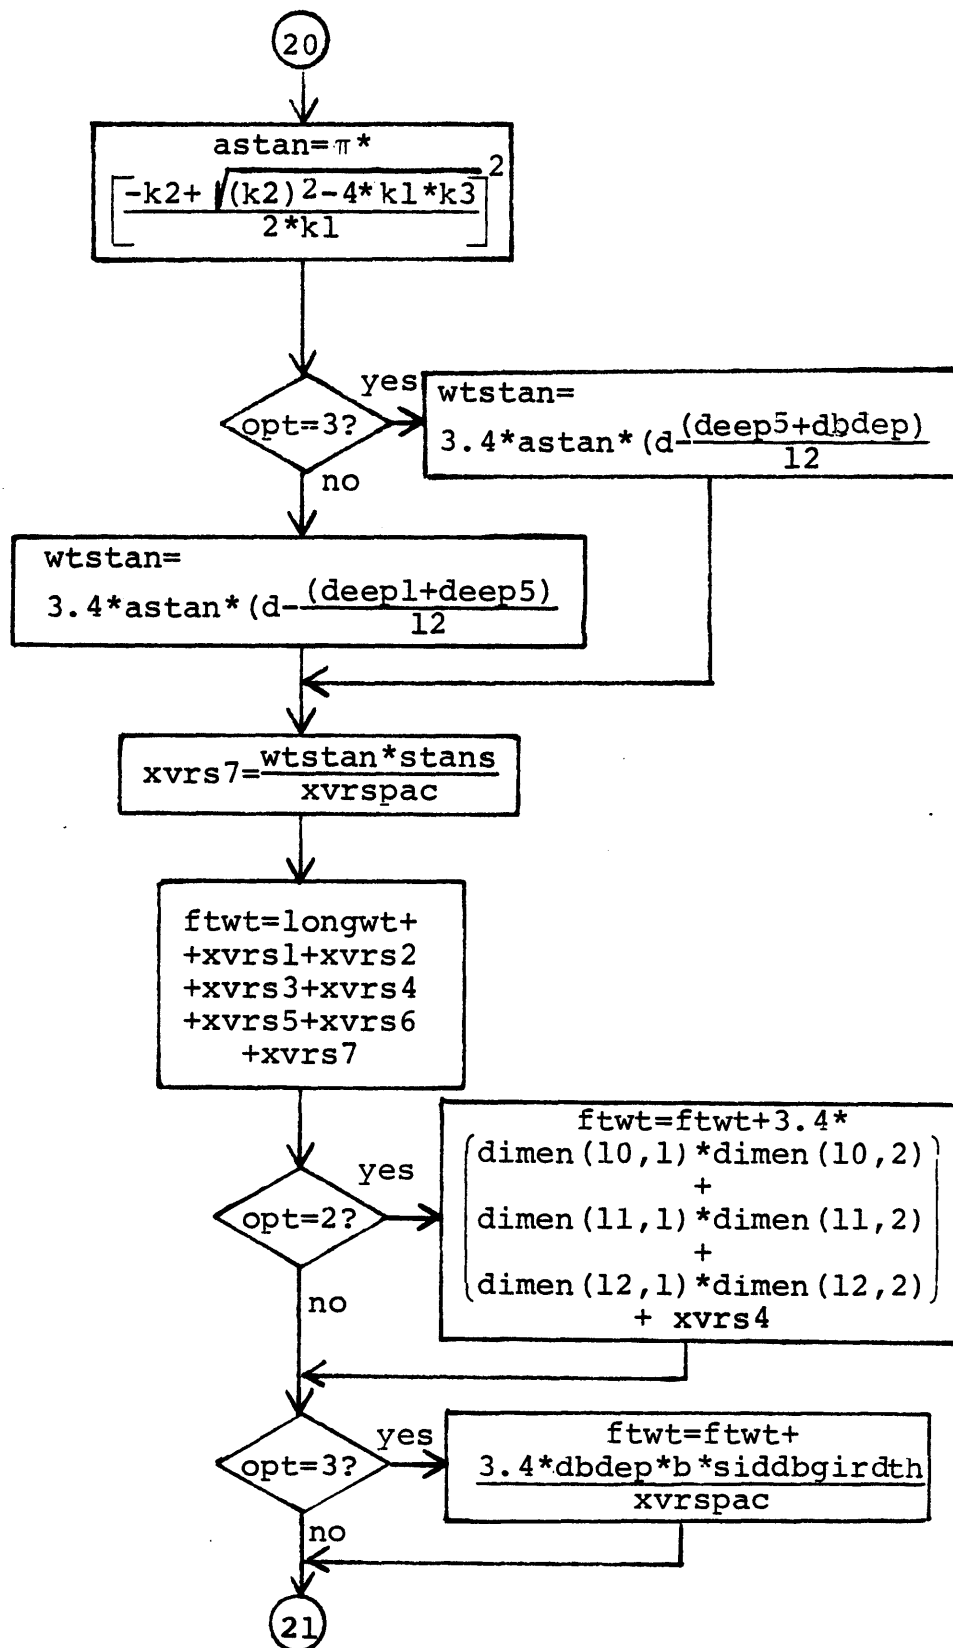 20
astan=π*
[-k2+√(k2)2-4*k1*k3]2
2*k1
opt=3?
yes
wtstan=
3.4*astan*(d-(deep5+dbdep)
12
no
wtstan=
3.4*astan*(d-(deep1+deep5)
12
xvrs7=wtstan*stans
xvrspac
ftwt=longwt+
+xvrs1+xvrs2
+xvrs3+xvrs4
+xvrs5+xvrs6
+xvrs7
opt=2?
yes
ftwt=ftwt+3.4*
(dimen(10,1)*dimen(10,2)
+
dimen(11,1)*dimen(11,2)
+
dimen(12,1)*dimen(12,2))
+ xvrs4
no
opt=3?
yes
ftwt=ftwt+
3.4*dbdep*b*siddbgirdth
xvrspac
no
21